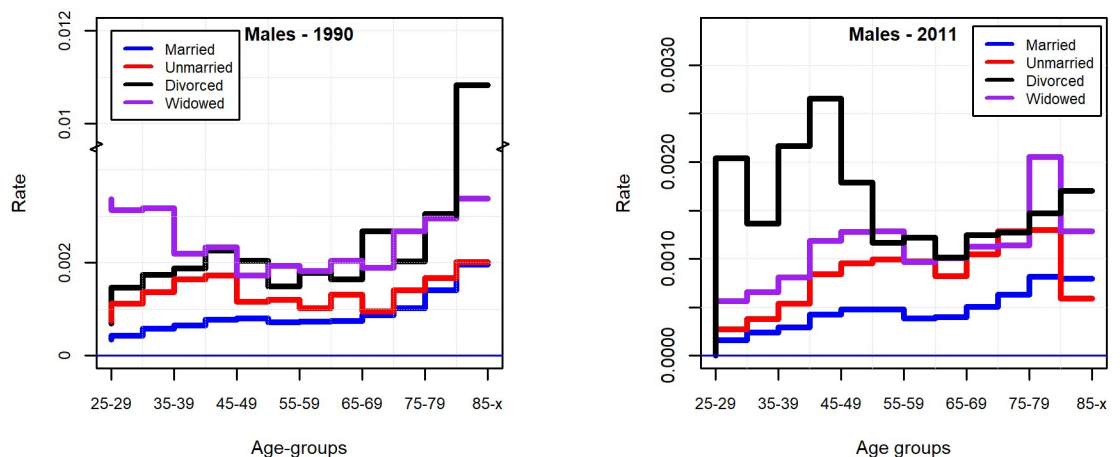 Males - 1990
Married
Unmarried
Divorced
Widowed
0.012
0.01
0.002
0
Rate
25-29
35-39
45-49
55-59
65-69
75-79
85-x
Age-groups
Males - 2011
Married
Unmarried
Divorced
Widowed
0.0030
0.0020
0.0010
0.0000
Rate
25-29
35-39
45-49
55-59
65-69
75-79
85-x
Age groups